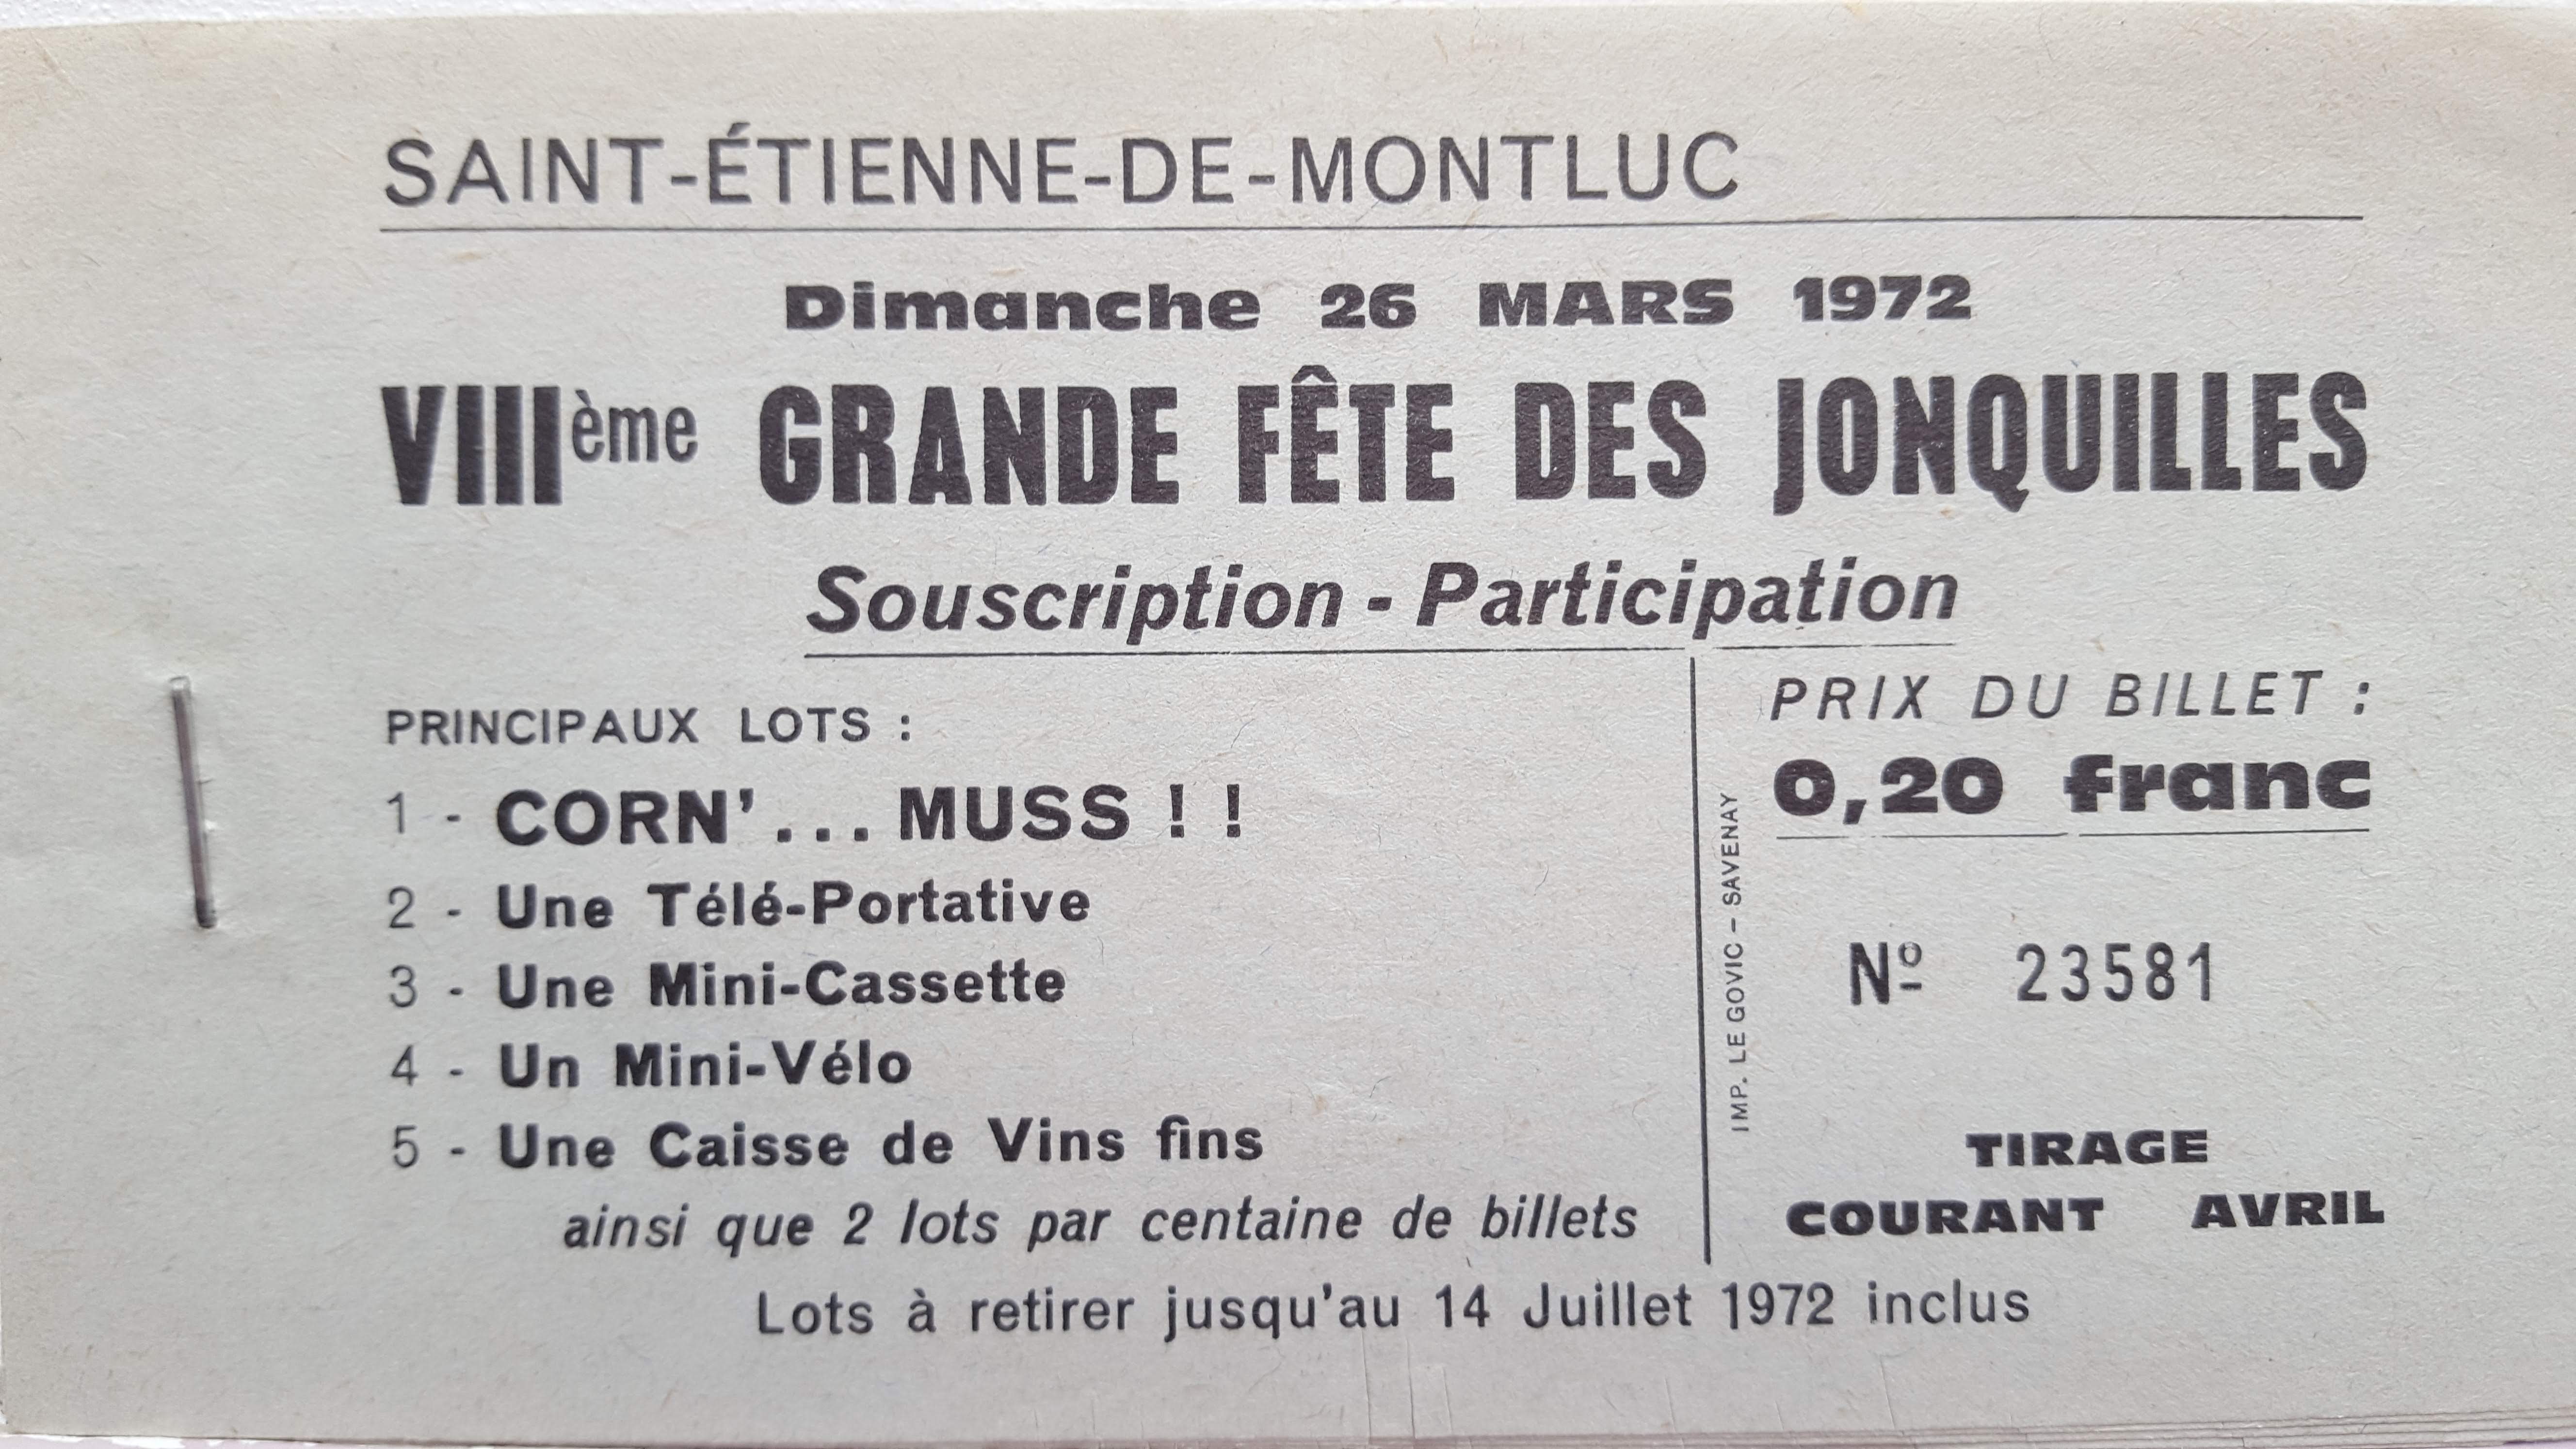 SAINT-ÉTIENNE-DE-MONTLUC
Dimanche 26 MARS 1972
VIIIème GRANDE FÊTE DES JONQUILLES
Souscription - Participation
PRINCIPAUX LOTS :
1 - CORN'... MUSS ! !
2 - Une Télé-Portative
3 - Une Mini-Cassette
4 - Un Mini-Vélo
5 - Une Caisse de Vins fins
ainsi que 2 lots par centaine de billets
IMP. LE GOVIC – SAVENAY
PRIX DU BILLET :
0,20 franc
Nº 23581
TIRAGE
COURANT AVRIL
Lots à retirer jusqu'au 14 Juillet 1972 inclus